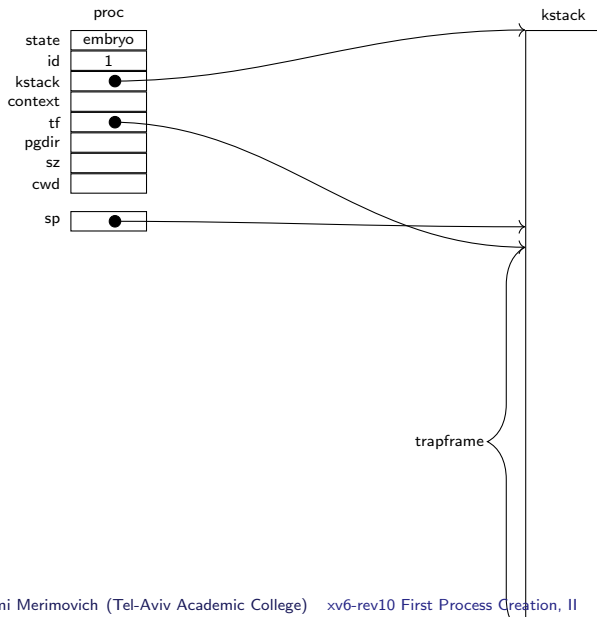 proc
kstack
state embryo
id 1
kstack
context
tf
pgdir
sz
cwd
sp
trapframe
Merimovich (Tel-Aviv Academic College) xv6-rev10 First Process Creation, II